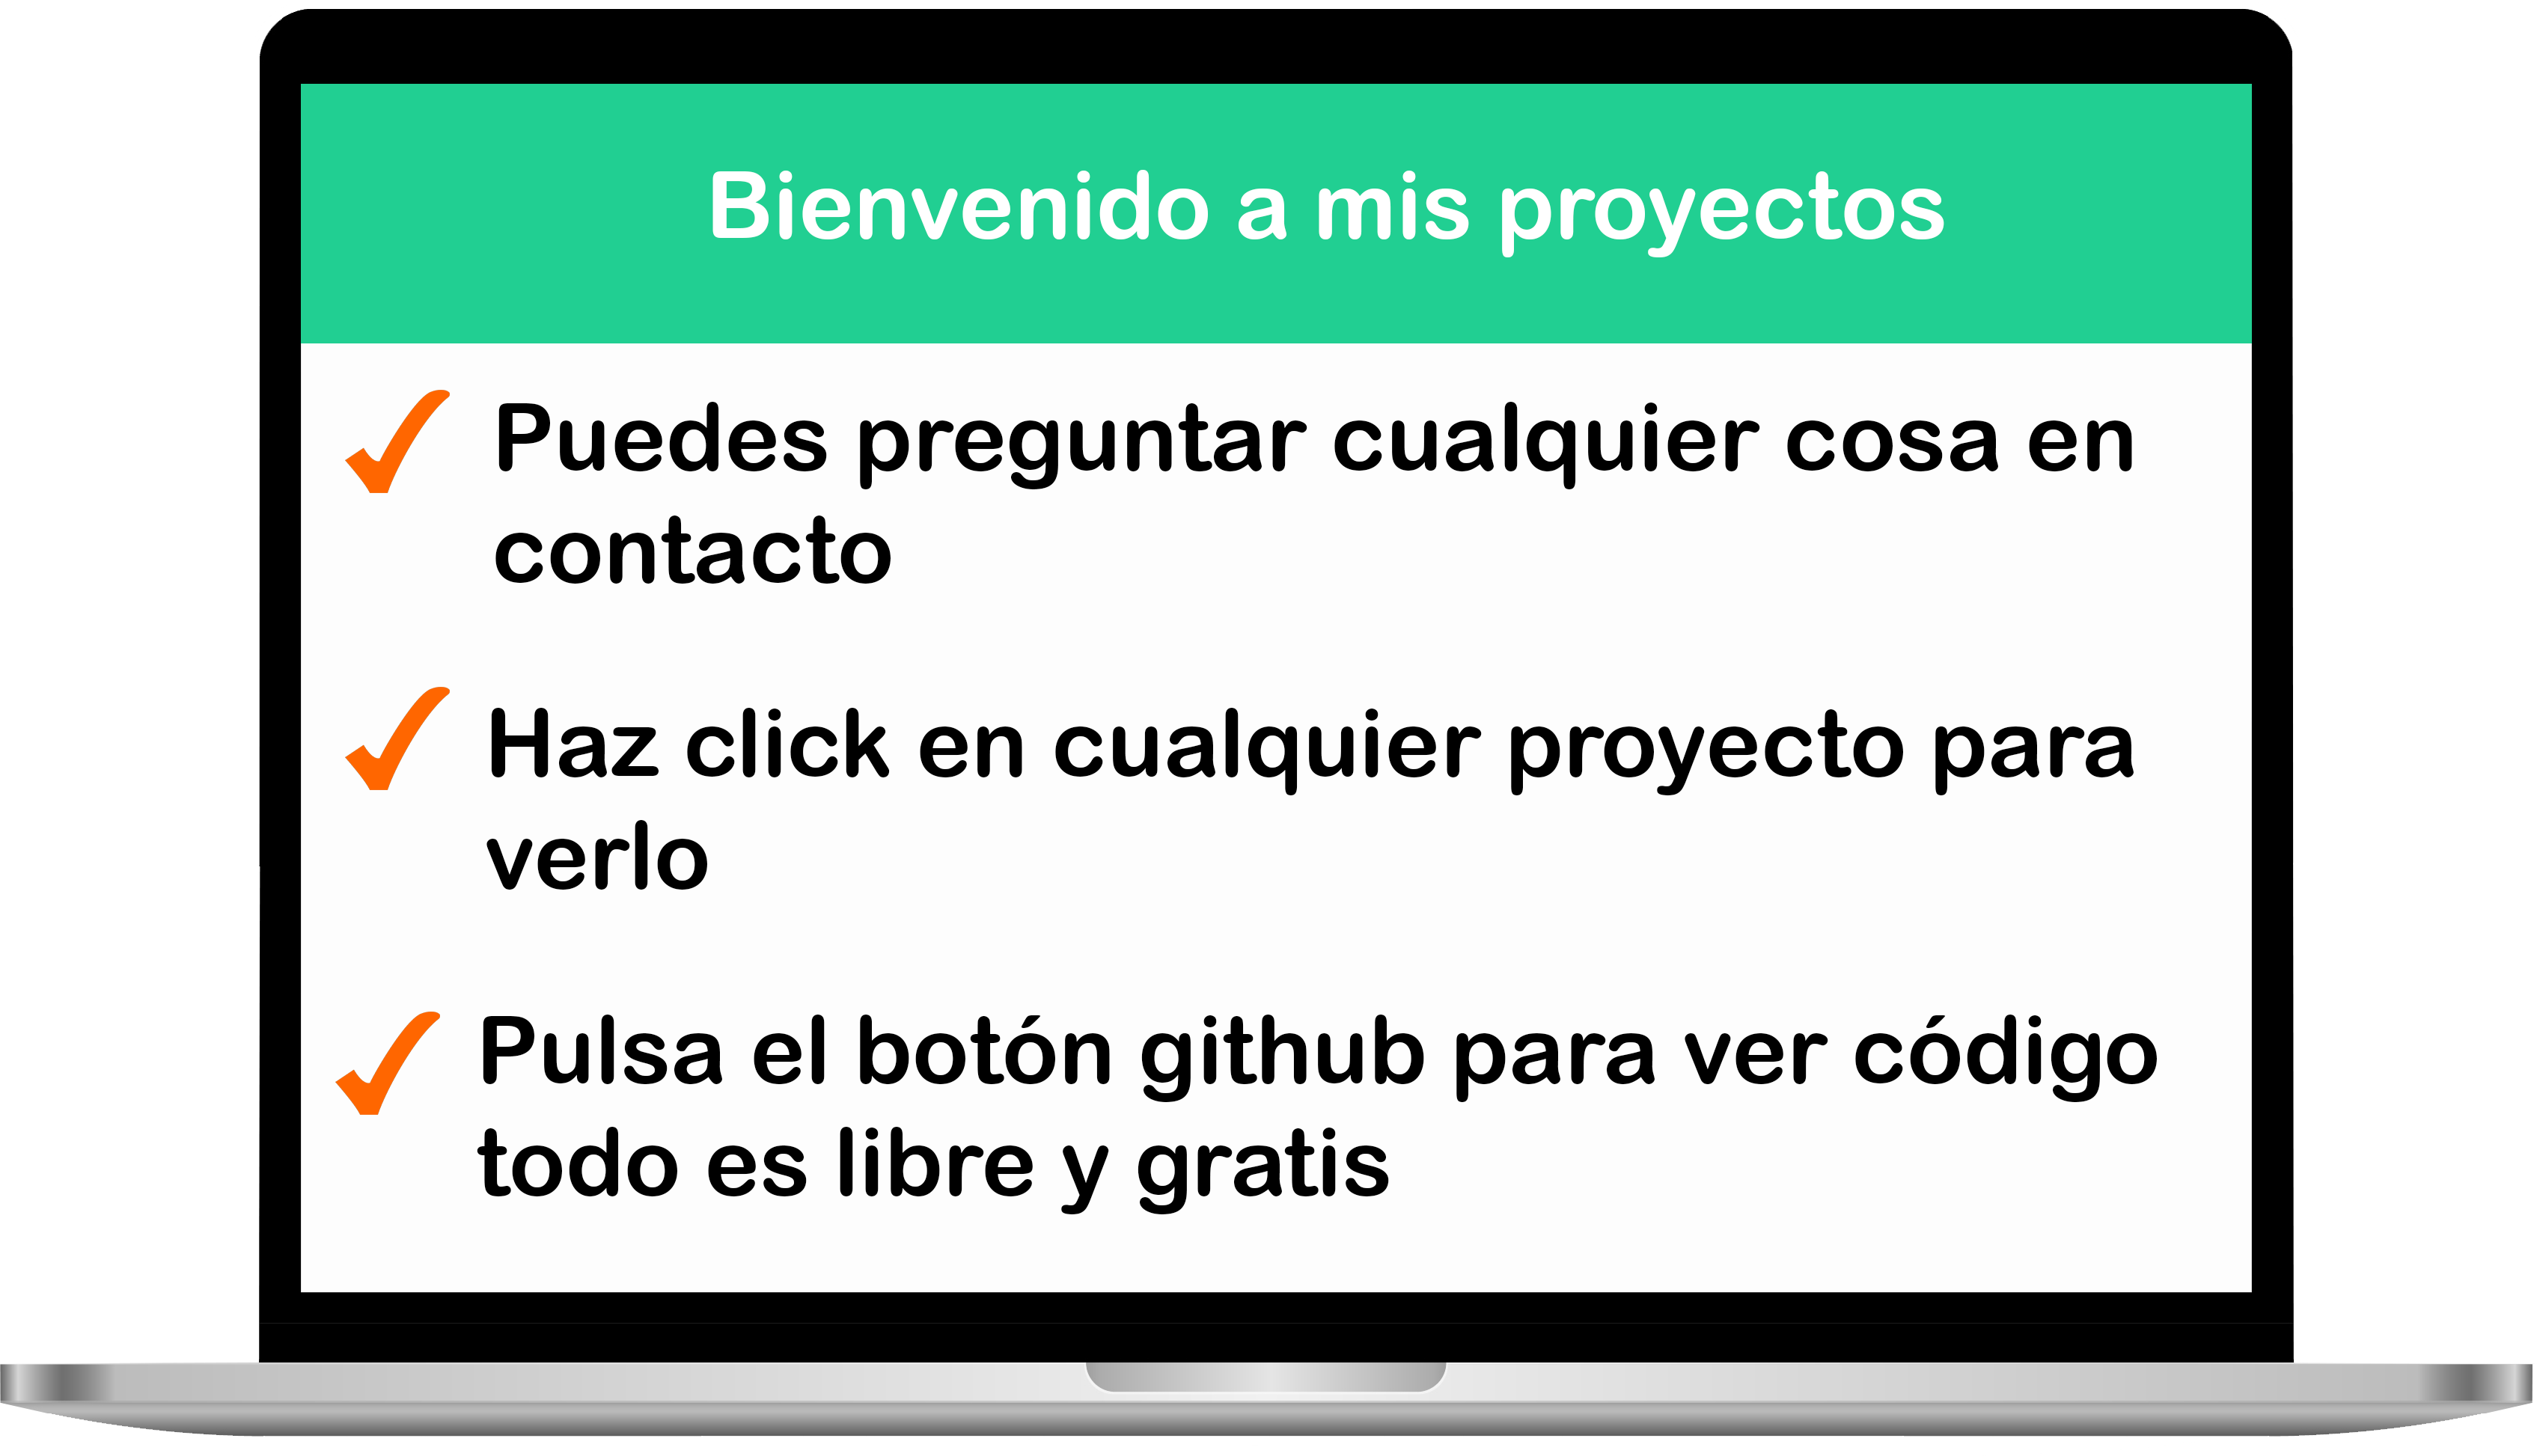 Bienvenido a mis proyectos
Puedes preguntar cualquier cosa en
contacto
Haz click en cualquier proyecto para
verlo
Pulsa el botón github para ver código
todo es libre y gratis